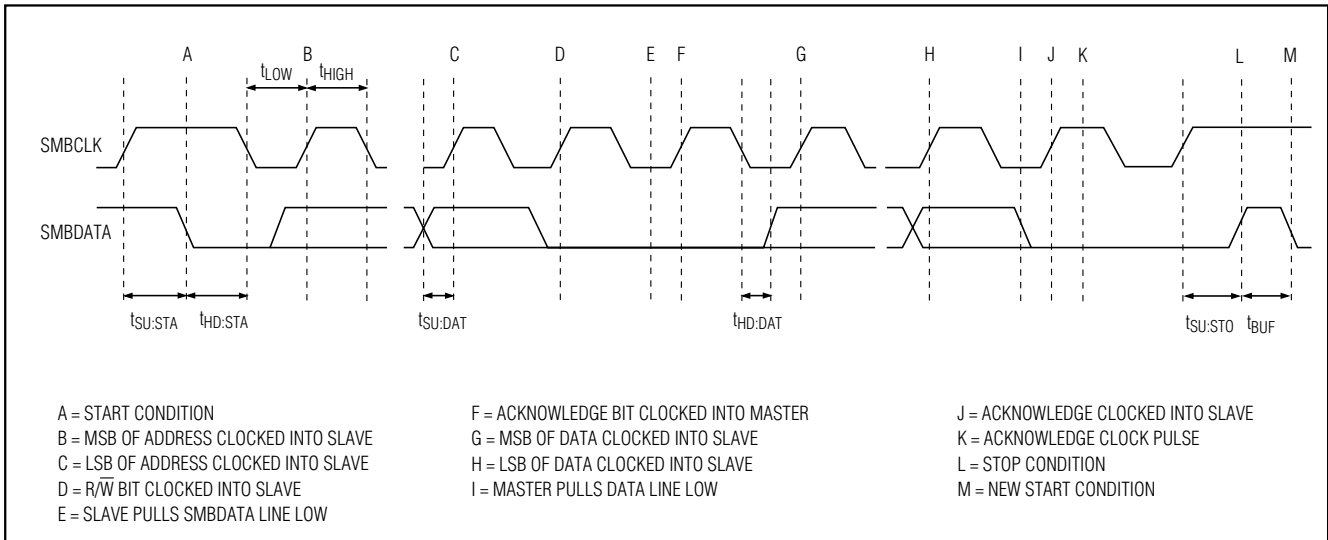 A B C D E F G H I J K L M
tLOW tHIGH
SMBCLK
SMBDATA
tSU:STA tHD:STA tSU:DAT tHD:DAT tSU:STO tBUF
A = START CONDITION
B = MSB OF ADDRESS CLOCKED INTO SLAVE
C = LSB OF ADDRESS CLOCKED INTO SLAVE
D = R/W̅ BIT CLOCKED INTO SLAVE
E = SLAVE PULLS SMBDATA LINE LOW
F = ACKNOWLEDGE BIT CLOCKED INTO MASTER
G = MSB OF DATA CLOCKED INTO SLAVE
H = LSB OF DATA CLOCKED INTO SLAVE
I = MASTER PULLS DATA LINE LOW
J = ACKNOWLEDGE CLOCKED INTO SLAVE
K = ACKNOWLEDGE CLOCK PULSE
L = STOP CONDITION
M = NEW START CONDITION